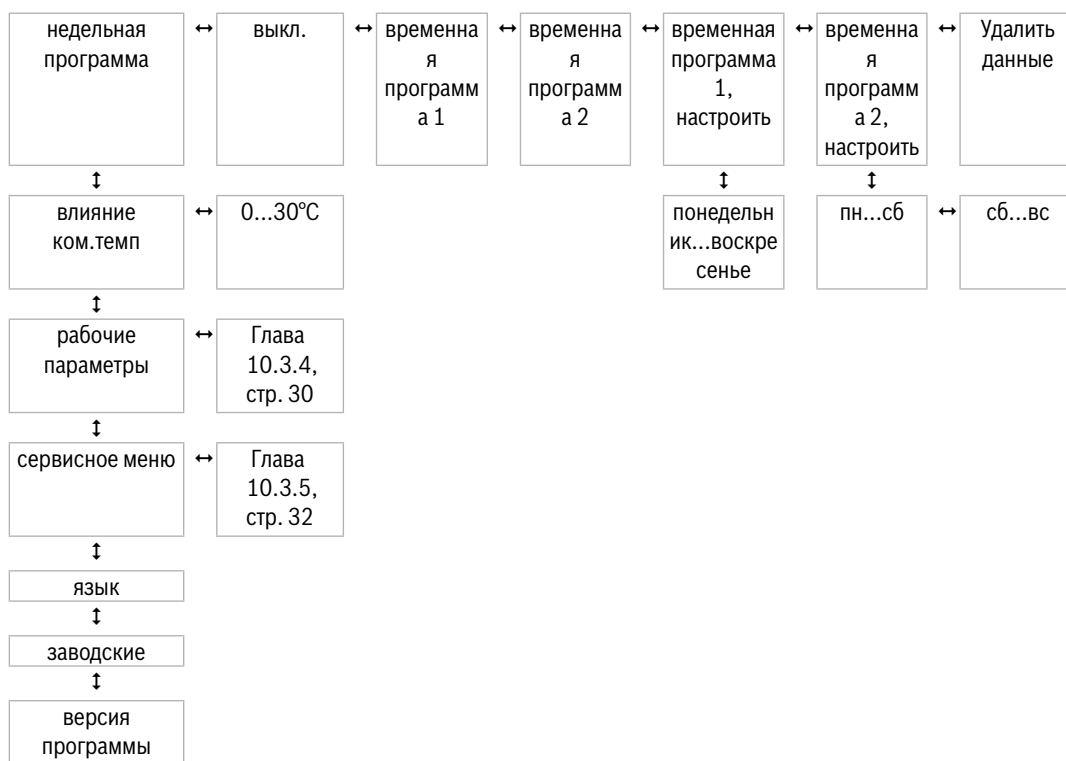 недельная
программа
выкл.
временна
я
программ
а 1
временна
я
программ
а 2
временная
программа
1,
настроить
временна
я
программ
а 2,
настроить
Удалить
данные
влияние
ком.темп
0...30°C
понедельн
ик...воскре
сенье
пн...сб
сб...вс
рабочие
параметры
Глава
10.3.4,
стр. 30
сервисное меню
Глава
10.3.5,
стр. 32
язык
заводские
версия
программы